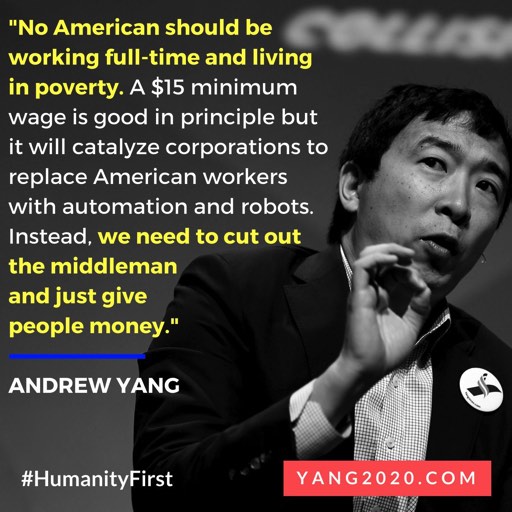 COLLISI
"No American should be
working full-time and living
in poverty. A $15 minimum
wage is good in principle but
it will catalyze corporations to
replace American workers
with automation and robots.
Instead, we need to cut out
the middleman
and just give
people money."
ANDREW YANG
#HumanityFirst
YANG2020.COM